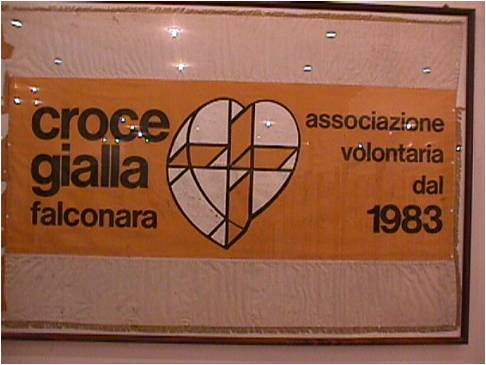 croce
gialla
falconara
associazione
volontaria
dal
1983